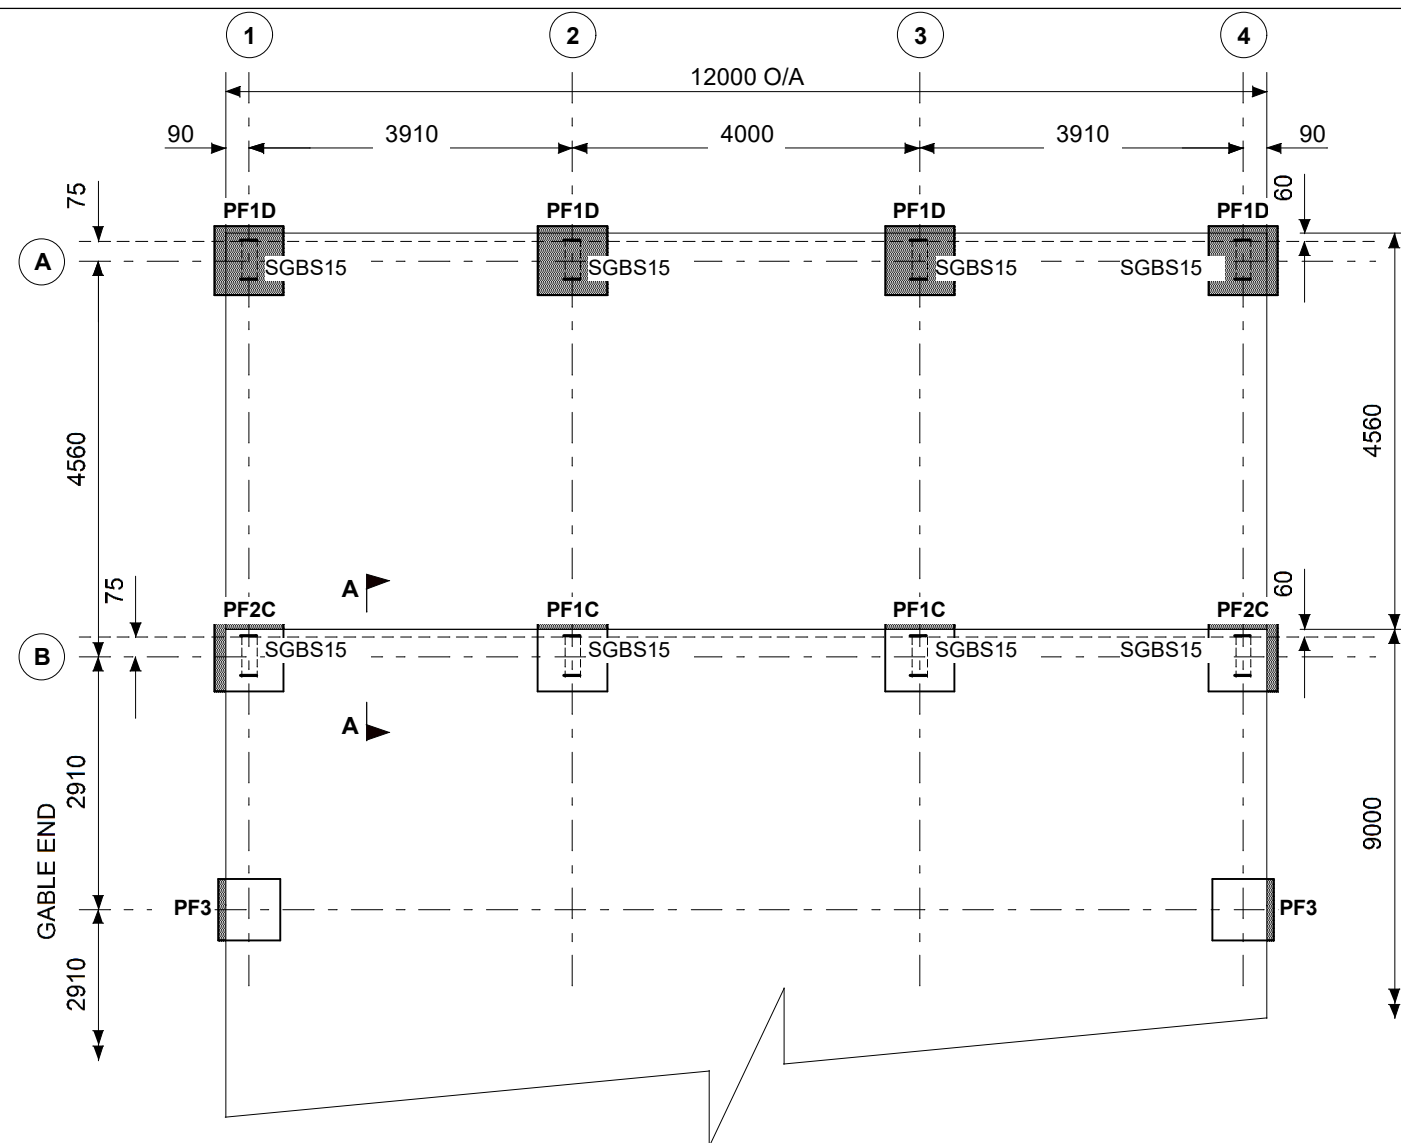 1 2 3 4
12000 O/A
90 3910 4000 3910 90
75 60
PF1D PF1D PF1D PF1D
A
SGBS15 SGBS15 SGBS15 SGBS15
4560 4560
75 A 60
PF2C PF1C PF1C PF2C
B
SGBS15 SGBS15 SGBS15 SGBS15
A
2910
GABLE END
9000
PF3 PF3
2910